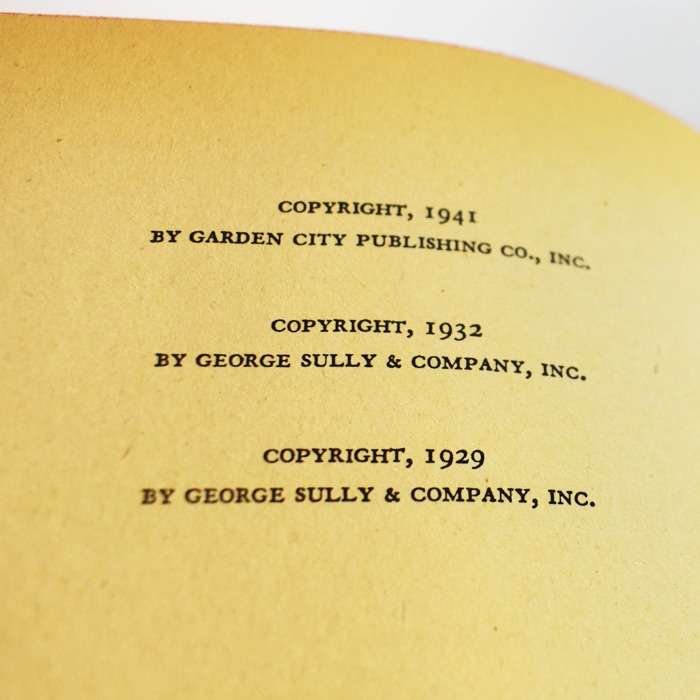 COPYRIGHT, 1941
BY GARDEN CITY PUBLISHING CO., INC.
COPYRIGHT, 1932
BY GEORGE SULLY & COMPANY, INC.
COPYRIGHT, 1929
BY GEORGE SULLY & COMPANY, INC.